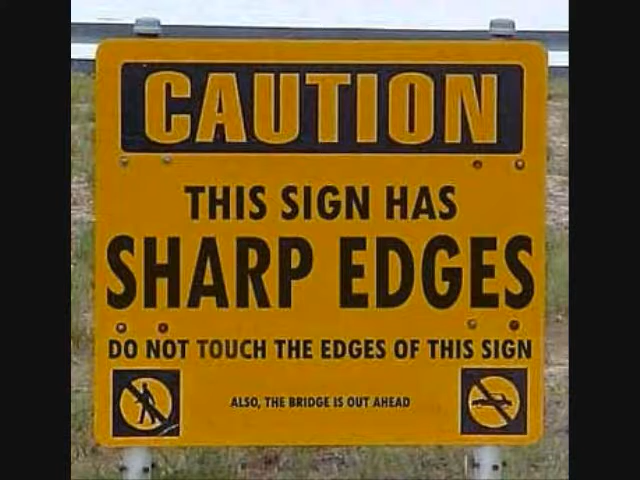 CAUTION
THIS SIGN HAS
SHARP EDGES
DO NOT TOUCH THE EDGES OF THIS SIGN
ALSO, THE BRIDGE IS OUT AHEAD